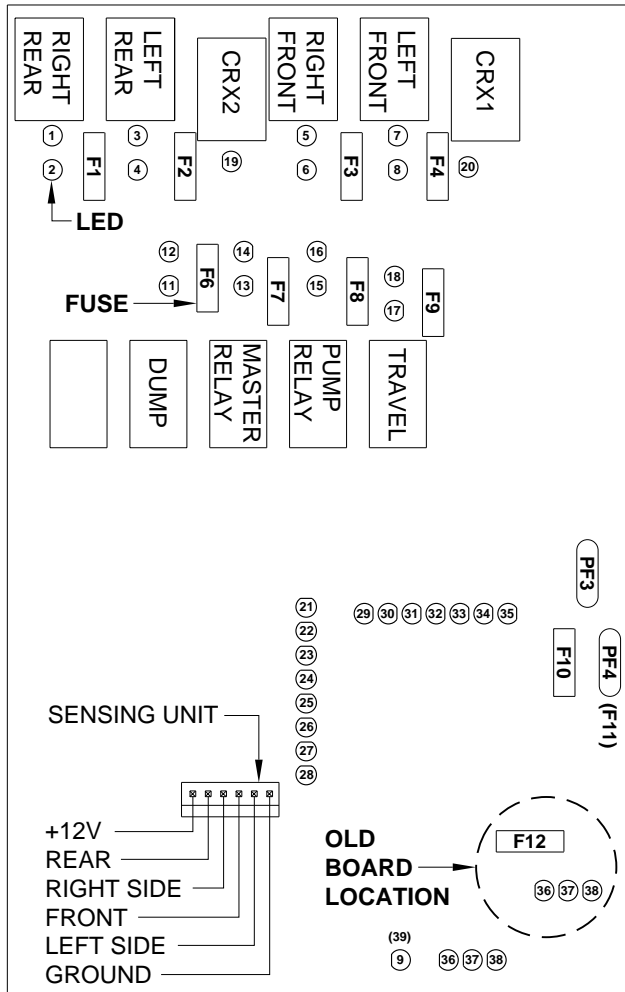 RIGHT REAR
LEFT REAR
CRX2
RIGHT FRONT
LEFT FRONT
CRX1
1
3
5
7
2
4
19
6
8
20
F1
F2
F3
F4
LED
12
14
16
18
11
13
15
17
F6
F7
F8
F9
FUSE
DUMP
MASTER RELAY
PUMP RELAY
TRAVEL
PF3
21
22
23
24
25
26
27
28
29 30 31 32 33 34 35
F10
PF4
(F11)
SENSING UNIT
+12V
REAR
RIGHT SIDE
FRONT
LEFT SIDE
GROUND
OLD
BOARD
LOCATION
F12
36 37 38
(39)
9
36 37 38